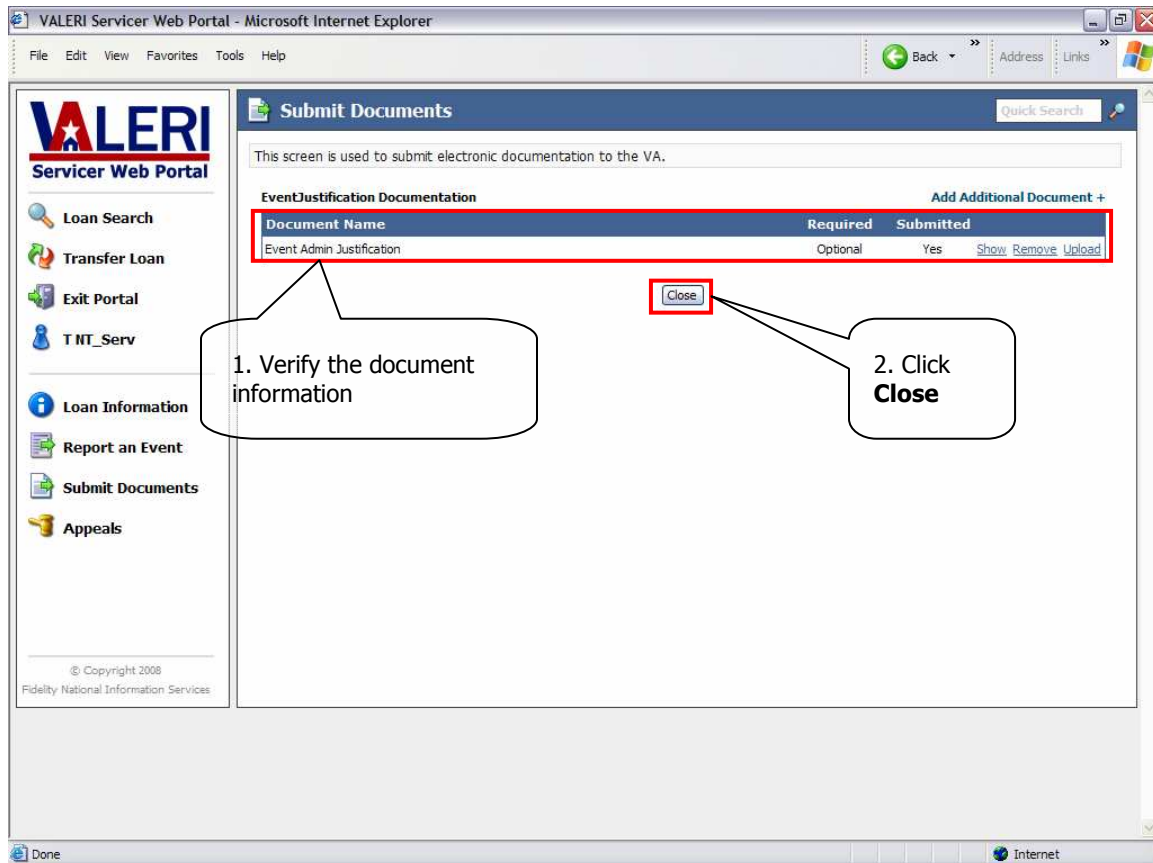 VALERI Servicer Web Portal - Microsoft Internet Explorer
File Edit View Favorites Tools Help
Back
»
Address
Links
»
VALERI
Servicer Web Portal
Loan Search
Transfer Loan
Exit Portal
T NT_Serv
Loan Information
Report an Event
Submit Documents
Appeals
© Copyright 2008
Fidelity National Information Services
Submit Documents
Quick Search
This screen is used to submit electronic documentation to the VA.
EventJustification Documentation
Add Additional Document +
Document Name Required Submitted
Event Admin Justification Optional Yes Show Remove Upload
Close
1. Verify the document
information
2. Click
Close
Done
Internet